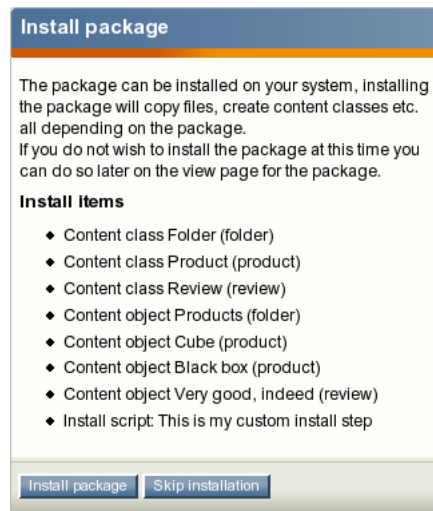 Install package
The package can be installed on your system, installing
the package will copy files, create content classes etc.
all depending on the package.
If you do not wish to install the package at this time you
can do so later on the view page for the package.
Install items
Content class Folder (folder)
Content class Product (product)
Content class Review (review)
Content object Products (folder)
Content object Cube (product)
Content object Black box (product)
Content object Very good, indeed (review)
Install script: This is my custom install step
Install package Skip installation